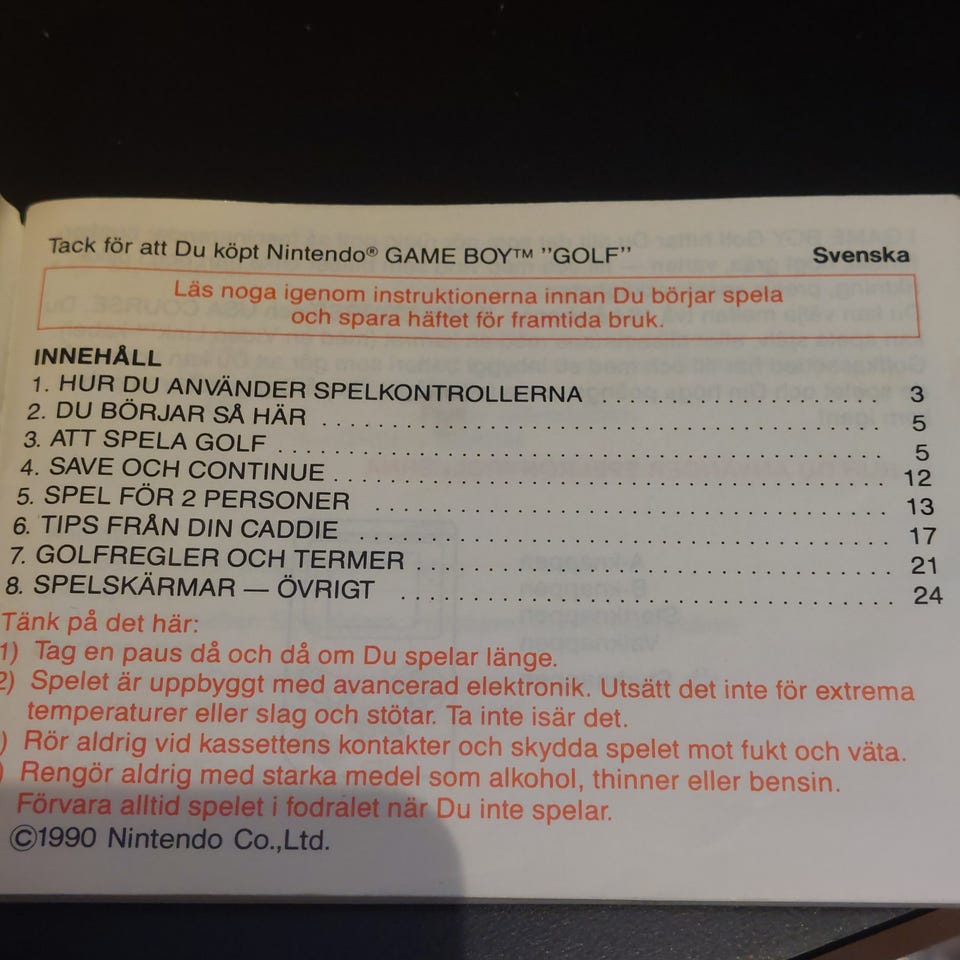 Tack för att Du köpt Nintendo® GAME BOY™ ”GOLF”
Svenska
Läs noga igenom instruktionerna innan Du börjar spela
och spara häftet för framtida bruk.
INNEHÅLL
1. HUR DU ANVÄNDER SPELKONTROLLERNA . . . . . . . . . . . . . . . . . 3
2. DU BÖRJAR SÅ HÄR . . . . . . . . . . . . . . . . . . . . . . . . . . . . . . . . 5
3. ATT SPELA GOLF . . . . . . . . . . . . . . . . . . . . . . . . . . . . . . . . . . 5
4. SAVE OCH CONTINUE . . . . . . . . . . . . . . . . . . . . . . . . . . . . . . 12
5. SPEL FÖR 2 PERSONER . . . . . . . . . . . . . . . . . . . . . . . . . . . . 13
6. TIPS FRÅN DIN CADDIE . . . . . . . . . . . . . . . . . . . . . . . . . . . . . 17
7. GOLFREGLER OCH TERMER . . . . . . . . . . . . . . . . . . . . . . . . . 21
8. SPELSKÄRMAR — ÖVRIGT . . . . . . . . . . . . . . . . . . . . . . . . . . . 24
Tänk på det här:
1) Tag en paus då och då om Du spelar länge.
2) Spelet är uppbyggt med avancerad elektronik. Utsätt det inte för extrema
temperaturer eller slag och stötar. Ta inte isär det.
) Rör aldrig vid kassettens kontakter och skydda spelet mot fukt och väta.
) Rengör aldrig med starka medel som alkohol, thinner eller bensin.
Förvara alltid spelet i fodralet när Du inte spelar.
©1990 Nintendo Co.,Ltd.